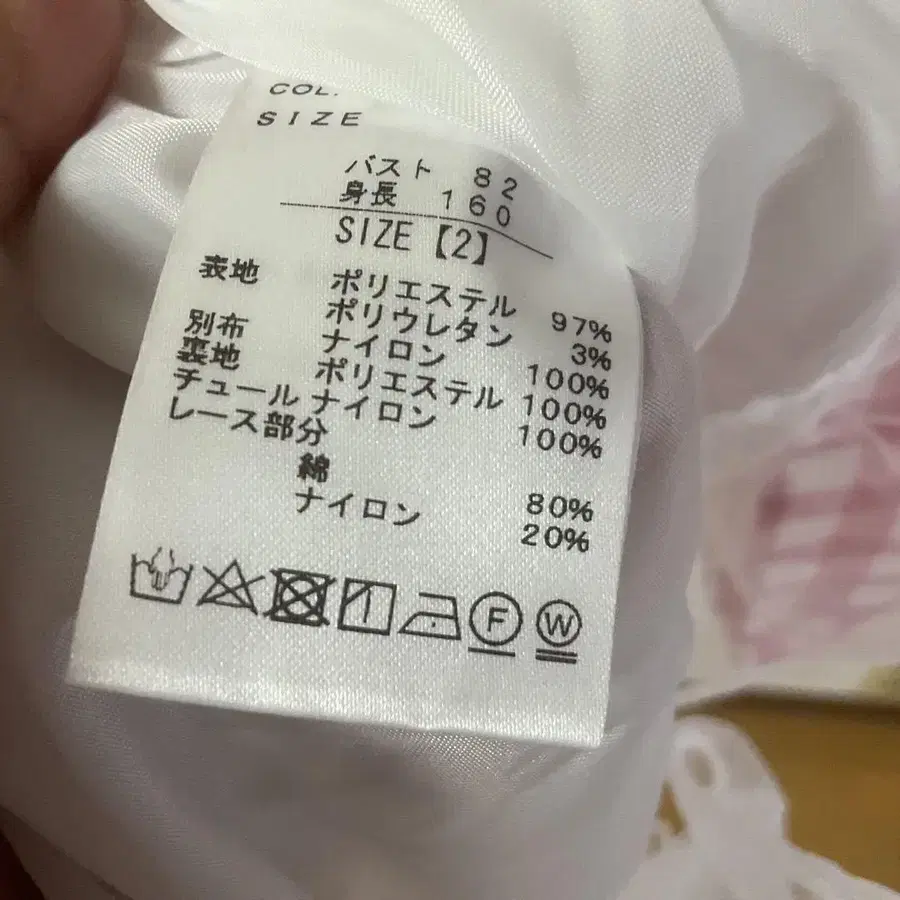 COL.
SIZE
バスト 82
身長 160
SIZE【2】
表地 ポリエステル 97%
ポリウレタン 3%
別布 ナイロン 100%
裏地 ポリエステル 100%
チュール ナイロン 100%
レース部分
綿 80%
ナイロン 20%
F W